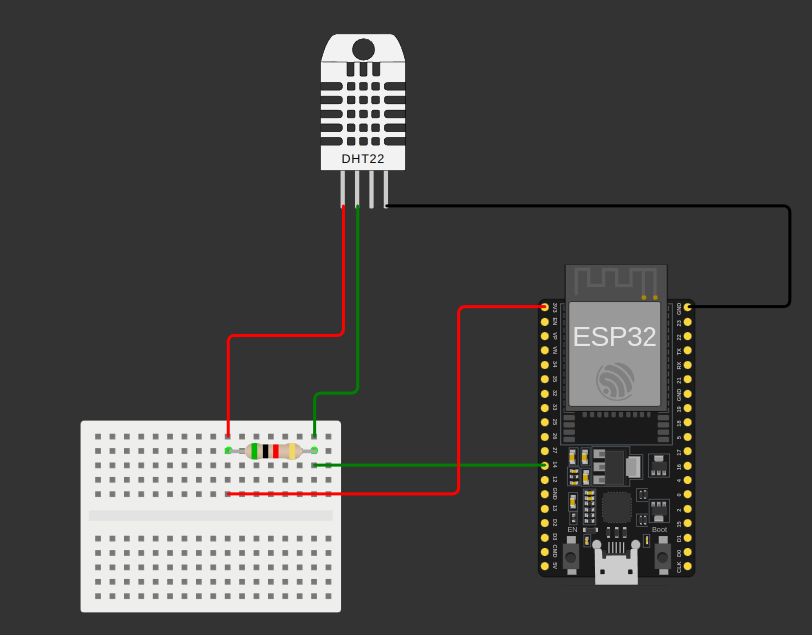 DHT22
ESP32
3V3
EN
VP
VN
34
35
32
33
25
26
27
14
12
GND
13
D2
D3
CMD
5V
GND
23
22
TX
RX
21
GND
19
18
5
17
16
4
0
2
15
D1
D0
CLK
EN
Boot